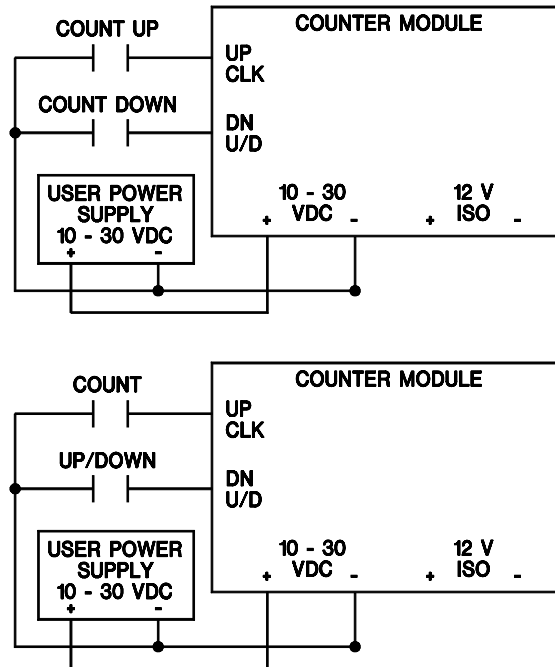 COUNTER MODULE
COUNT UP
UP
CLK
COUNT DOWN
DN
U/D
USER POWER
SUPPLY
10 - 30 VDC
+ -
10 - 30
+ VDC -
12 V
+ ISO -
COUNTER MODULE
COUNT
UP
CLK
UP/DOWN
DN
U/D
USER POWER
SUPPLY
10 - 30 VDC
+ -
10 - 30
+ VDC -
12 V
+ ISO -